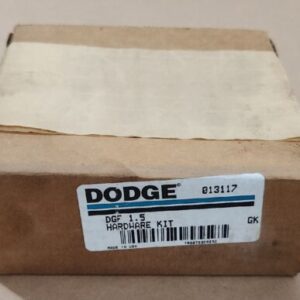 DODGE® 013117
DGF 1.5 GK
HARDWARE KIT
MADE IN USA